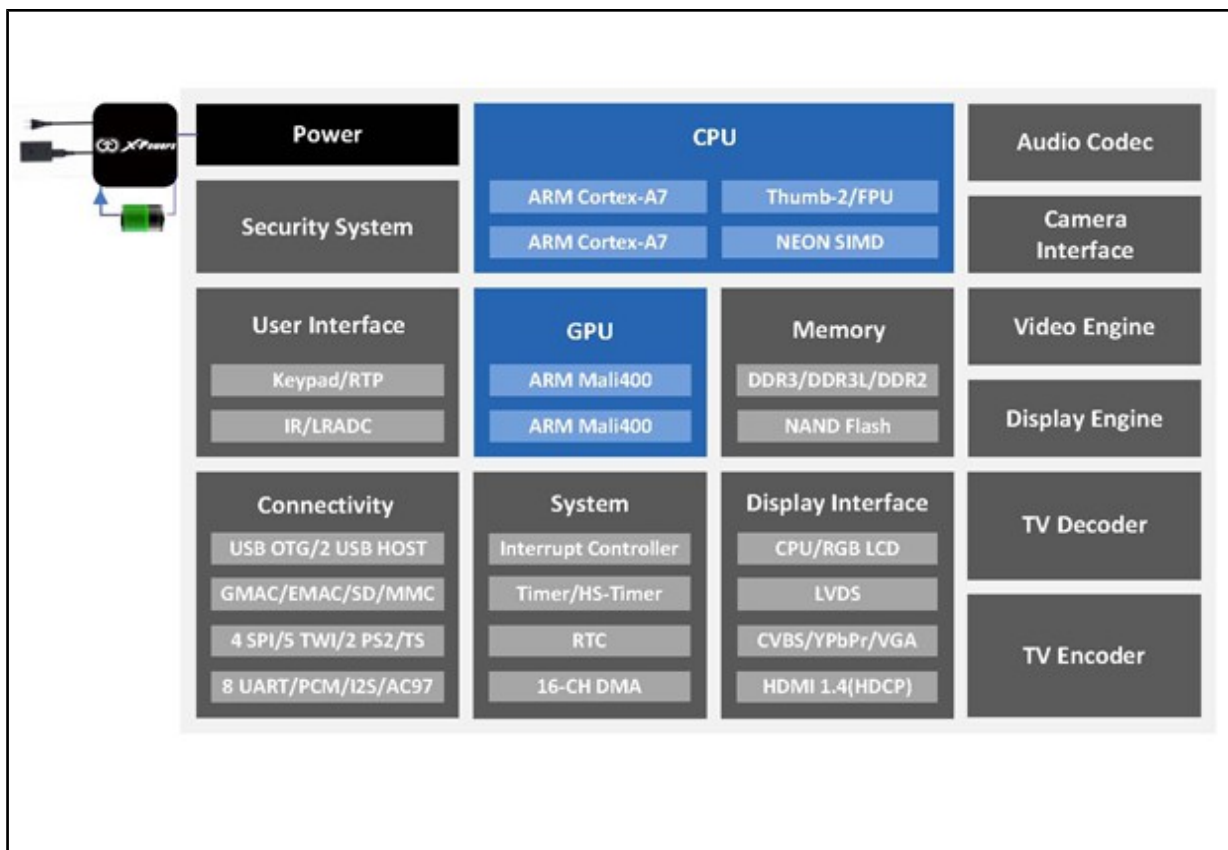 XPowers
Power
Security System
CPU
ARM Cortex-A7
Thumb-2/FPU
ARM Cortex-A7
NEON SIMD
Audio Codec
Camera
Interface
User Interface
Keypad/RTP
IR/LRADC
GPU
ARM Mali400
ARM Mali400
Memory
DDR3/DDR3L/DDR2
NAND Flash
Video Engine
Display Engine
Connectivity
USB OTG/2 USB HOST
GMAC/EMAC/SD/MMC
4 SPI/5 TWI/2 PS2/TS
8 UART/PCM/I2S/AC97
System
Interrupt Controller
Timer/HS-Timer
RTC
16-CH DMA
Display Interface
CPU/RGB LCD
LVDS
CVBS/YPbPr/VGA
HDMI 1.4(HDCP)
TV Decoder
TV Encoder